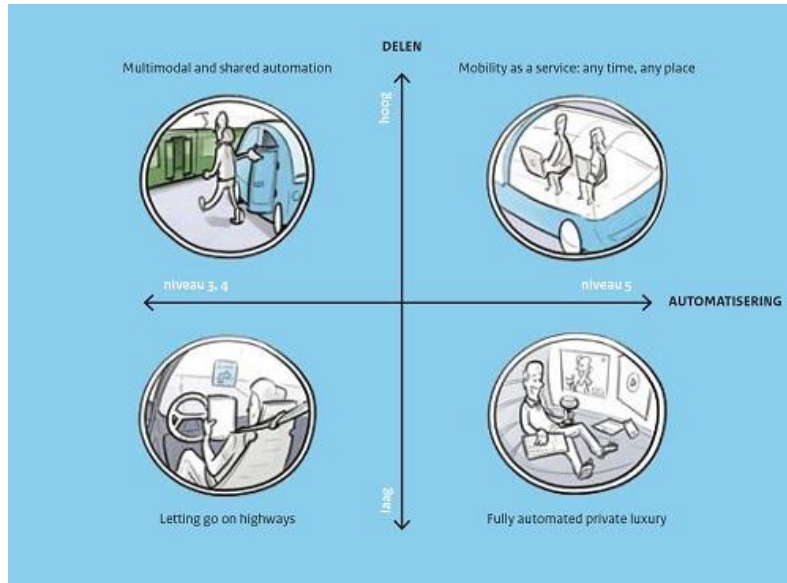 DELEN
Multimodal and shared automation
Mobility as a service: any time, any place
hoog
niveau 3, 4
niveau 5
AUTOMATISERING
laag
Letting go on highways
Fully automated private luxury